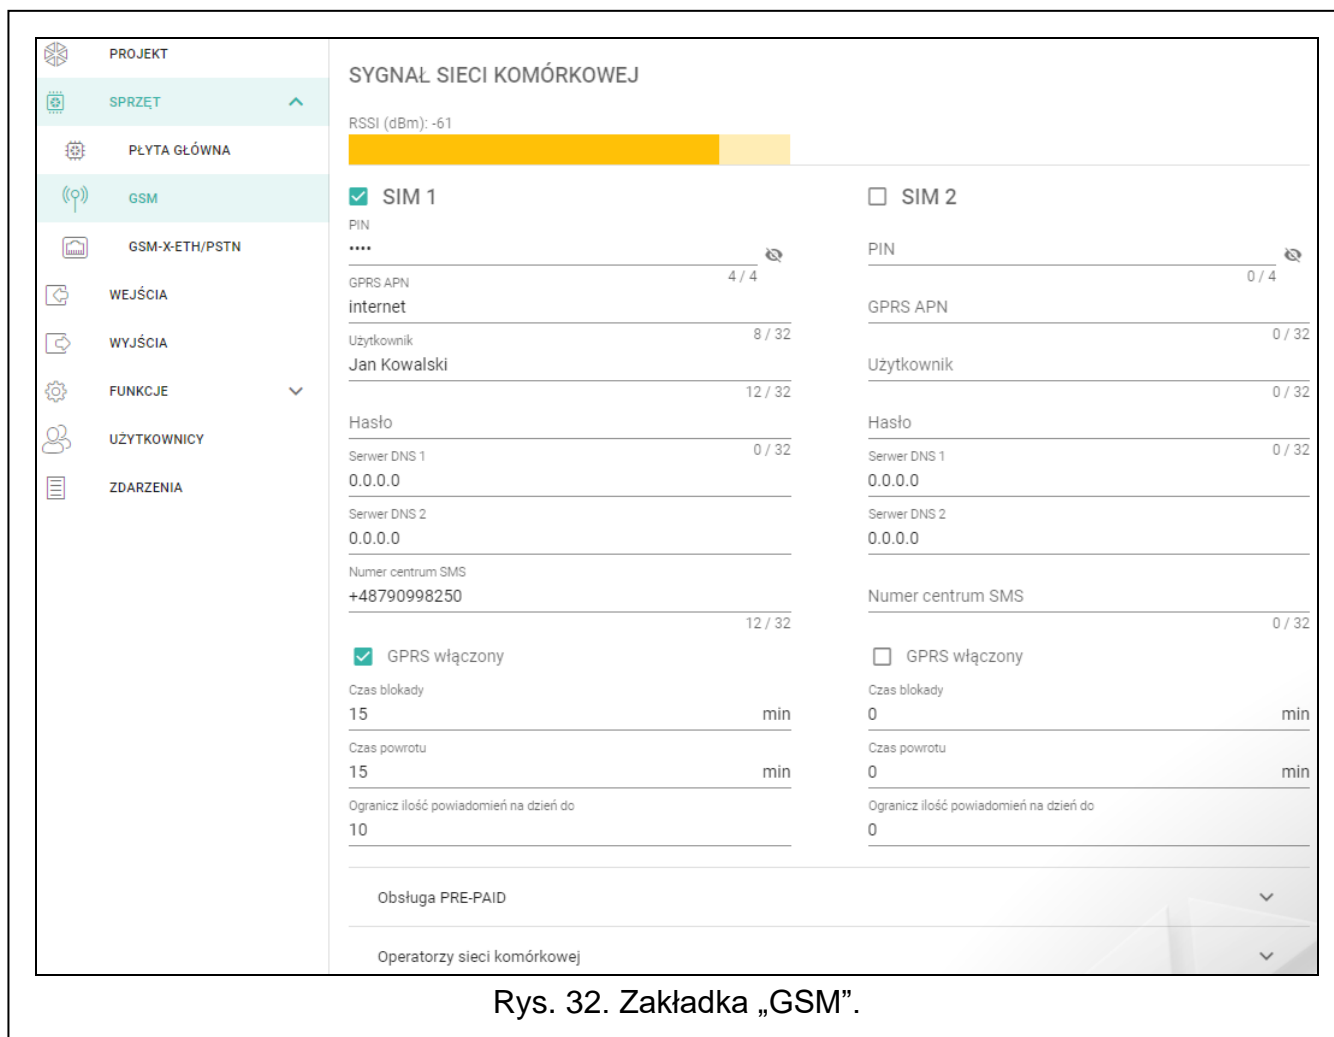 PROJEKT
SPRZĘT
PŁYTA GŁÓWNA
GSM
GSM-X-ETH/PSTN
WEJŚCIA
WYJŚCIA
FUNKCJE
UŻYTKOWNICY
ZDARZENIA
SYGNAŁ SIECI KOMÓRKOWEJ
RSSI (dBm): -61
SIM 1
PIN
••••
4 / 4
GPRS APN
internet
8 / 32
Użytkownik
Jan Kowalski
12 / 32
Hasło
0 / 32
Serwer DNS 1
0.0.0.0
Serwer DNS 2
0.0.0.0
Numer centrum SMS
+48790998250
12 / 32
GPRS włączony
Czas blokady
15 min
Czas powrotu
15 min
Ogranicz ilość powiadomień na dzień do
10
SIM 2
PIN
0 / 4
GPRS APN
0 / 32
Użytkownik
0 / 32
Hasło
0 / 32
Serwer DNS 1
0.0.0.0
Serwer DNS 2
0.0.0.0
Numer centrum SMS
0 / 32
GPRS włączony
Czas blokady
0 min
Czas powrotu
0 min
Ogranicz ilość powiadomień na dzień do
0
Obsługa PRE-PAID
Operatorzy sieci komórkowej
Rys. 32. Zakładka „GSM”.